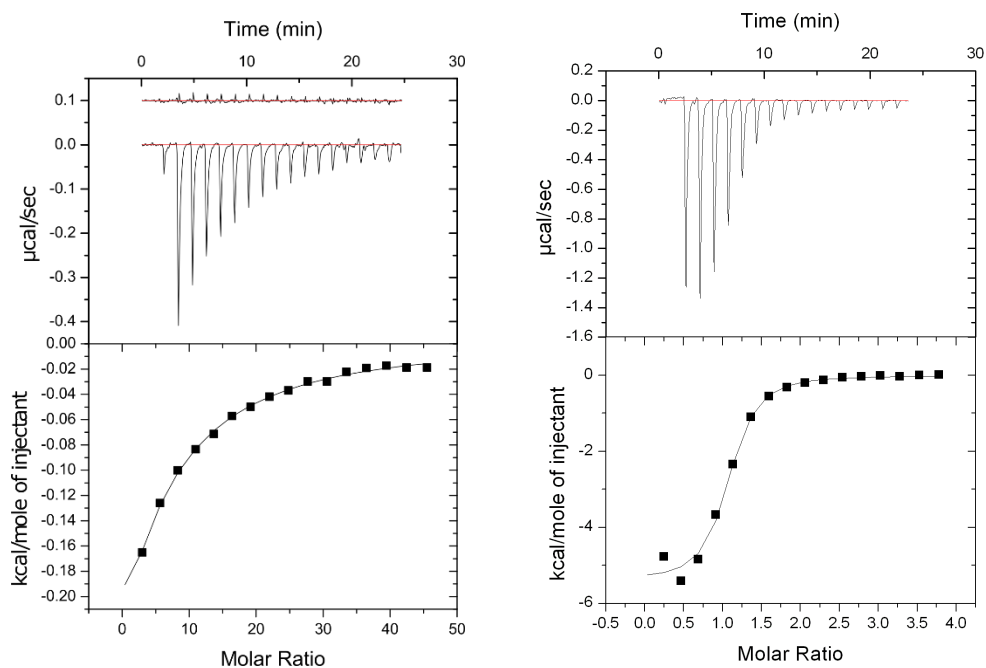 Time (min)
0 10 20 30
0.1
0.0
-0.1
-0.2
-0.3
-0.4
µcal/sec
0.00
-0.02
-0.04
-0.06
-0.08
-0.10
-0.12
-0.14
-0.16
-0.18
-0.20
kcal/mole of injectant
0 10 20 30 40 50
Molar Ratio
Time (min)
0 10 20 30
0.2
0.0
-0.2
-0.4
-0.6
-0.8
-1.0
-1.2
-1.4
-1.6
µcal/sec
0
-2
-4
-6
kcal/mole of injectant
-0.5 0.0 0.5 1.0 1.5 2.0 2.5 3.0 3.5 4.0
Molar Ratio